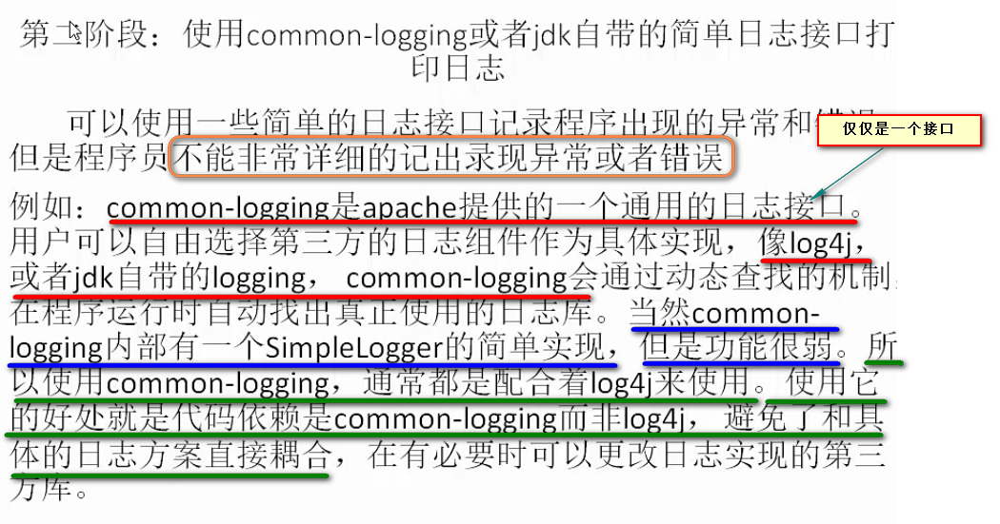 第二阶段：使用common-logging或者jdk自带的简单日志接口打
印日志
可以使用一些简单的日志接口记录程序出现的异常和错误
仅仅是一个接口
但是程序员不能非常详细的记出录现异常或者错误
例如：common-logging是apache提供的一个通用的日志接口。
用户可以自由选择第三方的日志组件作为具体实现，像log4j，
或者jdk自带的logging， common-logging会通过动态查找的机制，
在程序运行时自动找出真正使用的日志库。当然common-
logging内部有一个SimpleLogger的简单实现，但是功能很弱。所
以使用common-logging，通常都是配合着log4j来使用。使用它
的好处就是代码依赖是common-logging而非log4j，避免了和具
体的日志方案直接耦合，在有必要时可以更改日志实现的第三
方库。